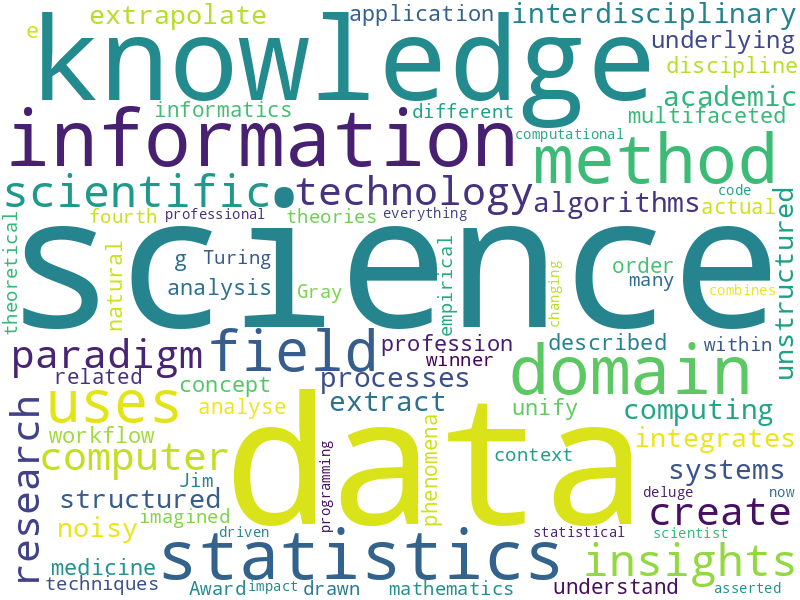 extrapolate application interdisciplinary
e knowledge underlying
discipline
academic
informatics different multifaceted
information computational method
scientific technology code
algorithms actual
fourth professional theories everything
theoretical science unstructured
natural g Turing empirical order
analysis Gray changing many combines
paradigm field profession described within
winner
related concept processes domain
uses analyse extract unify computing
research workflow phenomena integrates
computer data context
Jim systems
structured programming deluge now
noisy imagined create
driven statistical scientist
medicine statistics insights
techniques Award impact drawn mathematics understand asserted